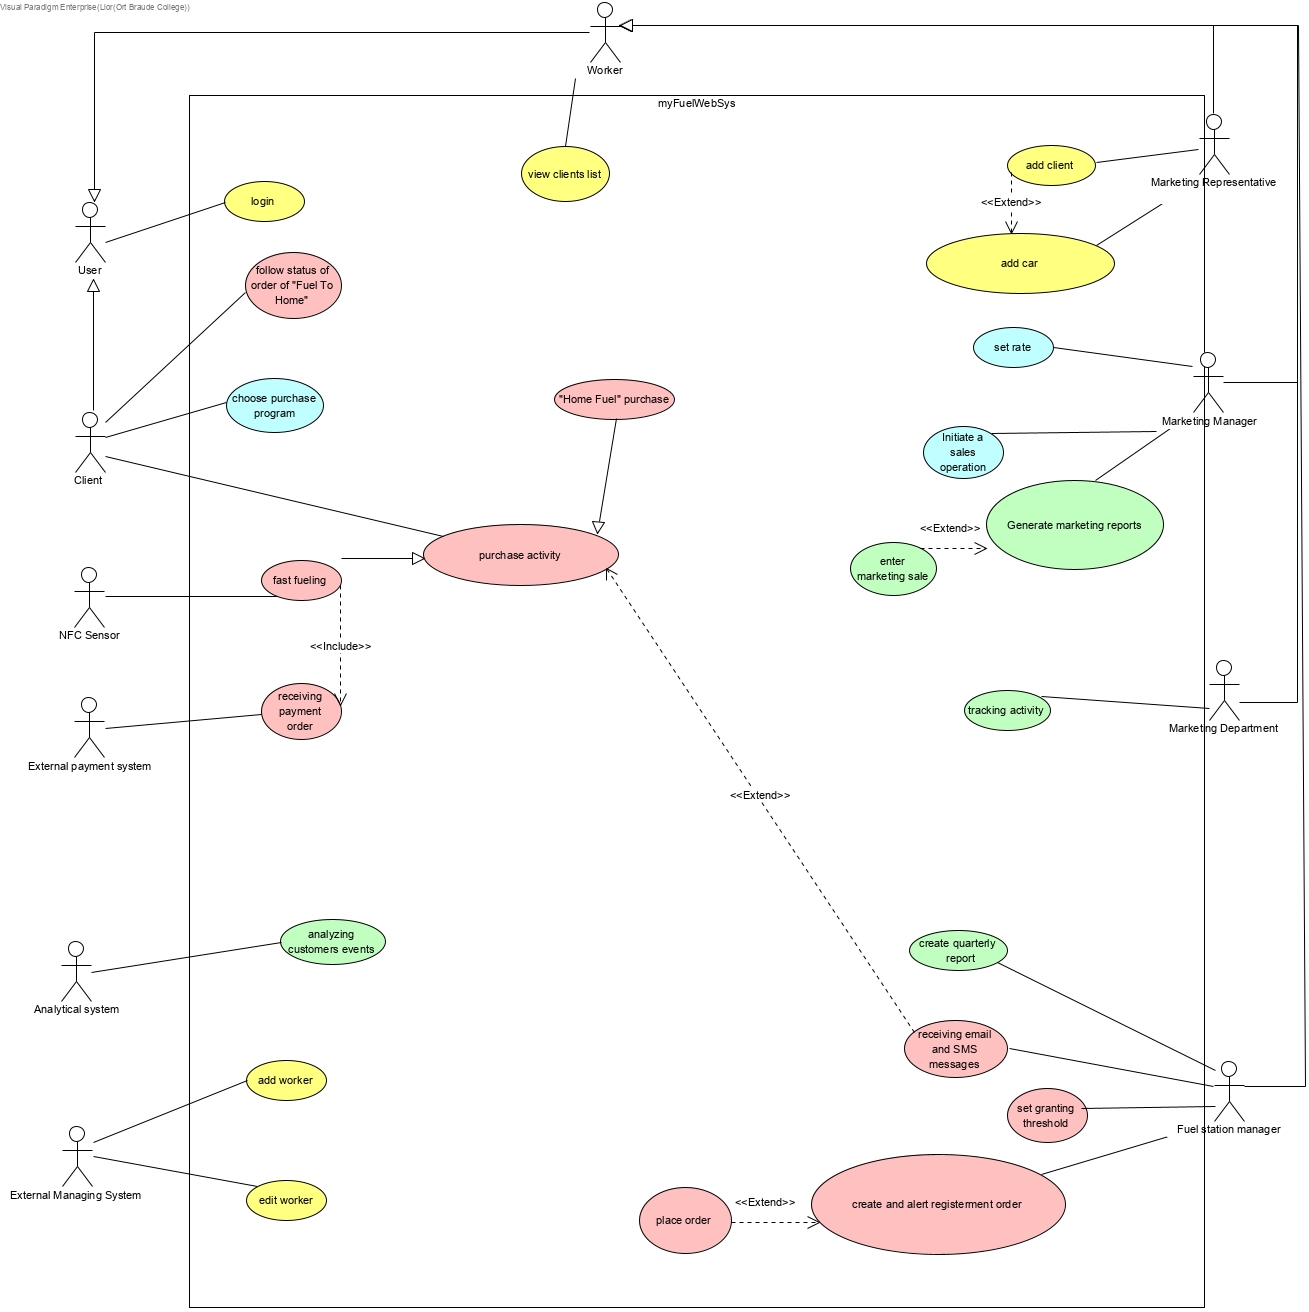 Visual Paradigm Enterprise(Lior(Ort Braude College))
Worker
myFuelWebSys
view clients list
add client
Marketing Representative
<<Extend>>
login
add car
User
follow status of
order of "Fuel To
Home"
set rate
choose purchase
program
"Home Fuel" purchase
Marketing Manager
Initiate a
sales
operation
Client
Generate marketing reports
<<Extend>>
enter
marketing sale
purchase activity
fast fueling
NFC Sensor
<<Include>>
receiving
payment
order
tracking activity
Marketing Department
External payment system
<<Extend>>
analyzing
customers events
create quarterly
report
Analytical system
receiving email
and SMS
messages
add worker
set granting
threshold
Fuel station manager
External Managing System
edit worker
<<Extend>>
create and alert registerment order
place order